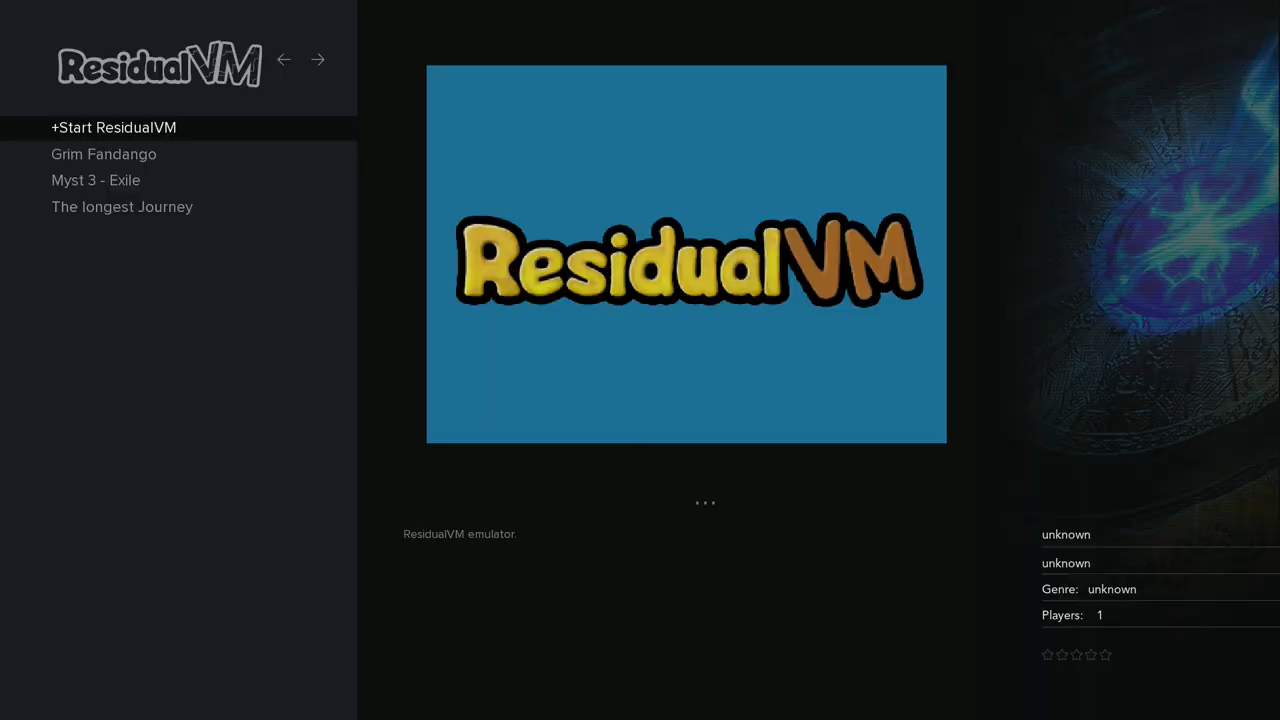 ResidualVM
+Start ResidualVM
Grim Fandango
Myst 3 - Exile
The longest Journey
ResidualVM
...
ResidualVM emulator.
unknown
unknown
Genre: unknown
Players: 1